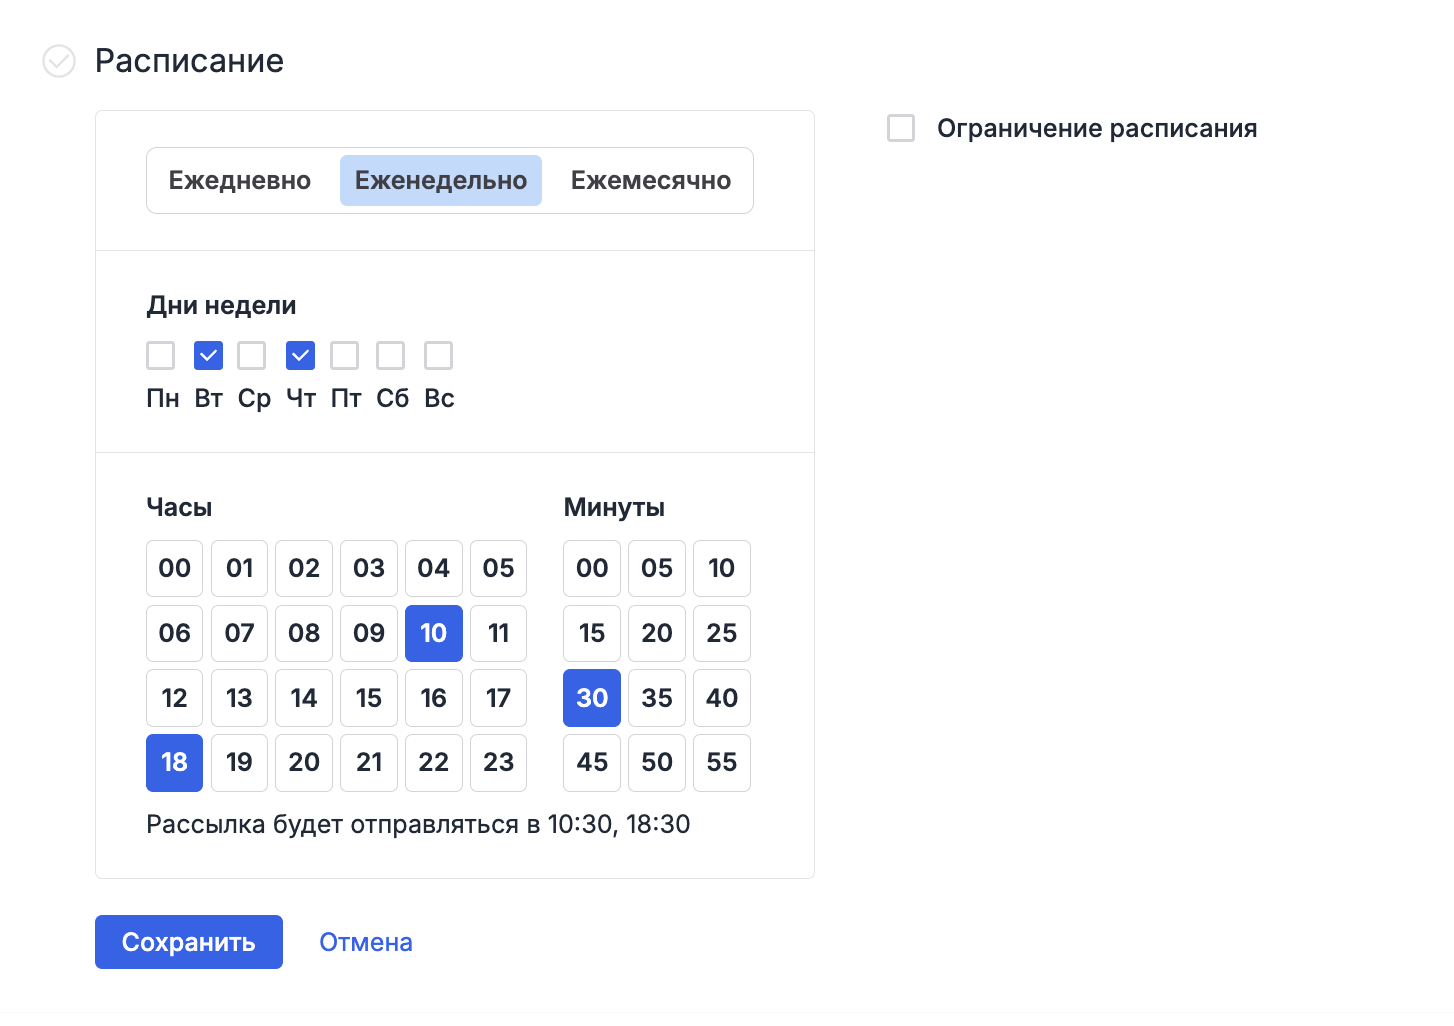 Расписание
Ограничение расписания
Ежедневно Еженедельно Ежемесячно
Дни недели
Пн Вт Ср Чт Пт Сб Вс
Часы
00 01 02 03 04 05
06 07 08 09 10 11
12 13 14 15 16 17
18 19 20 21 22 23
Минуты
00 05 10
15 20 25
30 35 40
45 50 55
Рассылка будет отправляться в 10:30, 18:30
Сохранить Отмена